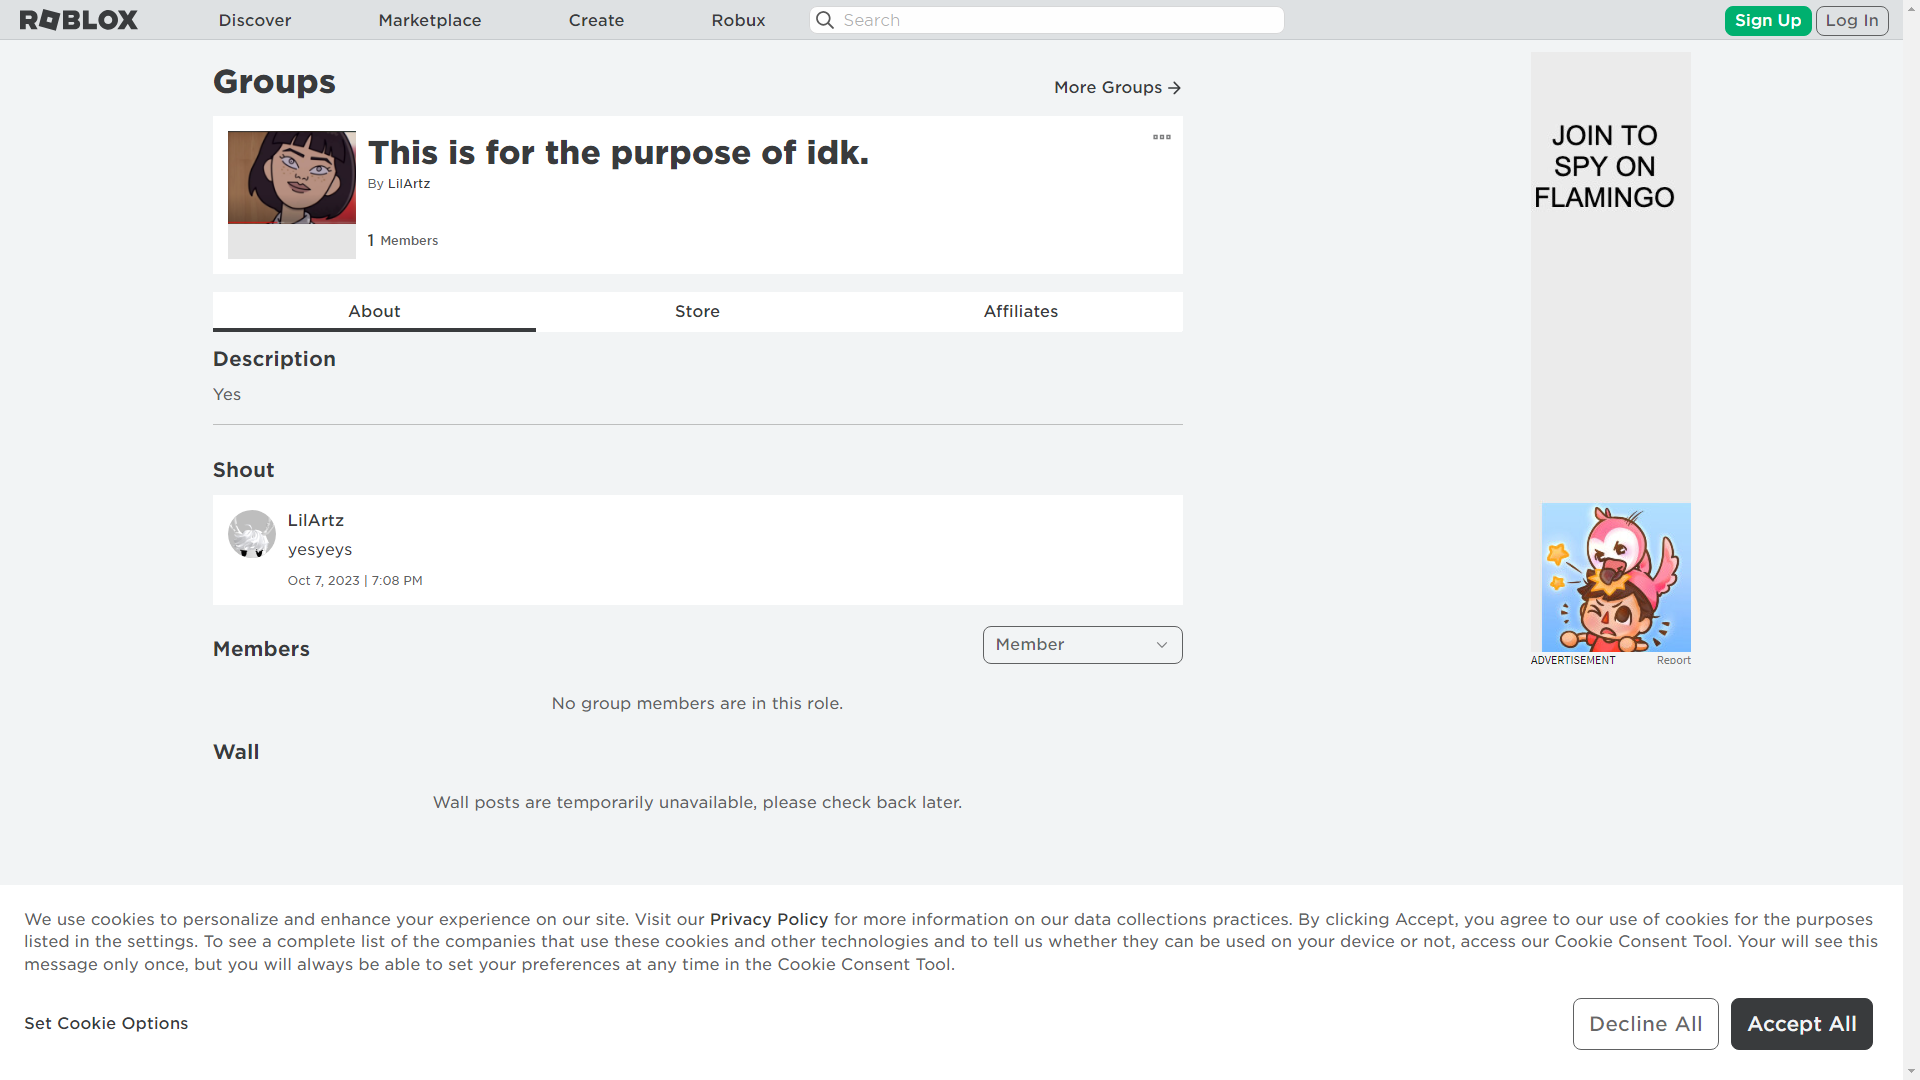 ROBLOX
Discover
Marketplace
Create
Robux
Search
Sign Up
Log In
Groups
More Groups
This is for the purpose of idk.
By LilArtz
1 Members
About
Store
Affiliates
Description
Yes
Shout
LilArtz
yesyeys
Oct 7, 2023 | 7:08 PM
Members
Member
No group members are in this role.
Wall
Wall posts are temporarily unavailable, please check back later.
JOIN TO
SPY ON
FLAMINGO
ADVERTISEMENT
Report
We use cookies to personalize and enhance your experience on our site. Visit our Privacy Policy for more information on our data collections practices. By clicking Accept, you agree to our use of cookies for the purposes
listed in the settings. To see a complete list of the companies that use these cookies and other technologies and to tell us whether they can be used on your device or not, access our Cookie Consent Tool. Your will see this
message only once, but you will always be able to set your preferences at any time in the Cookie Consent Tool.
Set Cookie Options
Decline All
Accept All